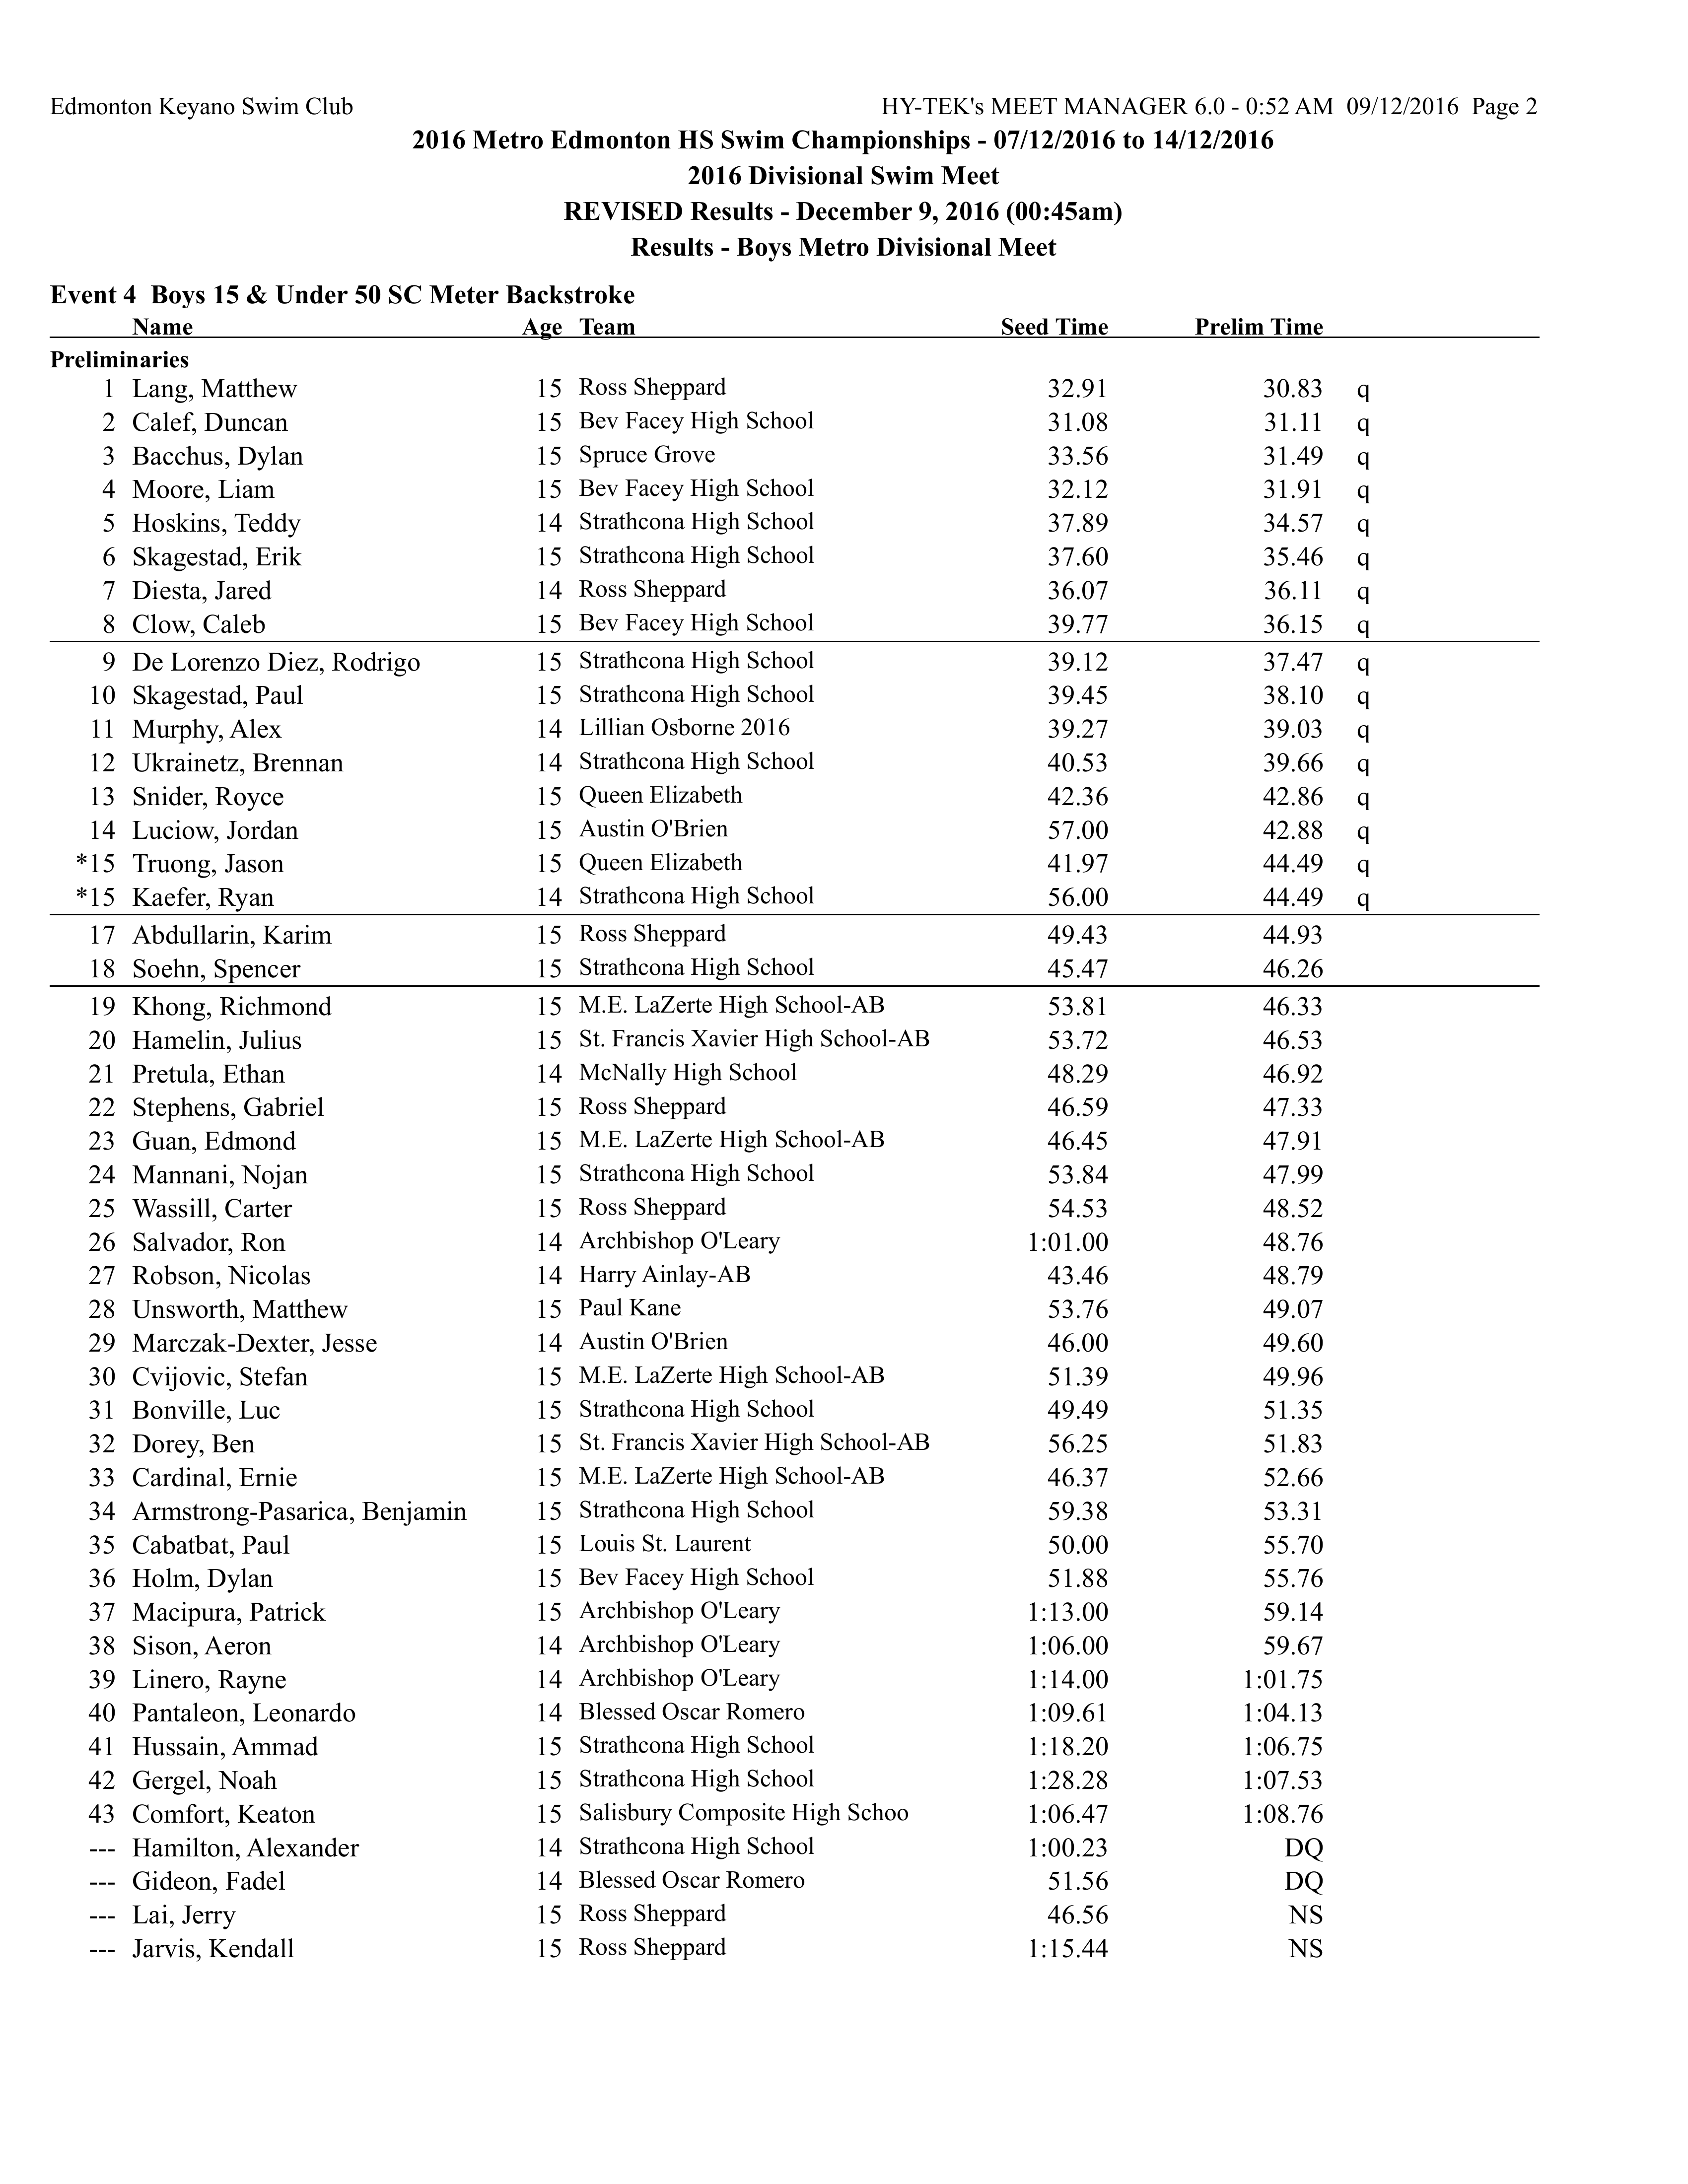 Edmonton Keyano Swim Club HY-TEK's MEET MANAGER 6.0 - 0:52 AM 09/12/2016 Page 2
2016 Metro Edmonton HS Swim Championships - 07/12/2016 to 14/12/2016
2016 Divisional Swim Meet
REVISED Results - December 9, 2016 (00:45am)
Results - Boys Metro Divisional Meet
Event 4 Boys 15 & Under 50 SC Meter Backstroke
Name Age Team Seed Time Prelim Time
Preliminaries
1 Lang, Matthew 15 Ross Sheppard 32.91 30.83 q
2 Calef, Duncan 15 Bev Facey High School 31.08 31.11 q
3 Bacchus, Dylan 15 Spruce Grove 33.56 31.49 q
4 Moore, Liam 15 Bev Facey High School 32.12 31.91 q
5 Hoskins, Teddy 14 Strathcona High School 37.89 34.57 q
6 Skagestad, Erik 15 Strathcona High School 37.60 35.46 q
7 Diesta, Jared 14 Ross Sheppard 36.07 36.11 q
8 Clow, Caleb 15 Bev Facey High School 39.77 36.15 q
9 De Lorenzo Diez, Rodrigo 15 Strathcona High School 39.12 37.47 q
10 Skagestad, Paul 15 Strathcona High School 39.45 38.10 q
11 Murphy, Alex 14 Lillian Osborne 2016 39.27 39.03 q
12 Ukrainetz, Brennan 14 Strathcona High School 40.53 39.66 q
13 Snider, Royce 15 Queen Elizabeth 42.36 42.86 q
14 Luciow, Jordan 15 Austin O'Brien 57.00 42.88 q
*15 Truong, Jason 15 Queen Elizabeth 41.97 44.49 q
*15 Kaefer, Ryan 14 Strathcona High School 56.00 44.49 q
17 Abdullarin, Karim 15 Ross Sheppard 49.43 44.93
18 Soehn, Spencer 15 Strathcona High School 45.47 46.26
19 Khong, Richmond 15 M.E. LaZerte High School-AB 53.81 46.33
20 Hamelin, Julius 15 St. Francis Xavier High School-AB 53.72 46.53
21 Pretula, Ethan 14 McNally High School 48.29 46.92
22 Stephens, Gabriel 15 Ross Sheppard 46.59 47.33
23 Guan, Edmond 15 M.E. LaZerte High School-AB 46.45 47.91
24 Mannani, Nojan 15 Strathcona High School 53.84 47.99
25 Wassill, Carter 15 Ross Sheppard 54.53 48.52
26 Salvador, Ron 14 Archbishop O'Leary 1:01.00 48.76
27 Robson, Nicolas 14 Harry Ainlay-AB 43.46 48.79
28 Unsworth, Matthew 15 Paul Kane 53.76 49.07
29 Marczak-Dexter, Jesse 14 Austin O'Brien 46.00 49.60
30 Cvijovic, Stefan 15 M.E. LaZerte High School-AB 51.39 49.96
31 Bonville, Luc 15 Strathcona High School 49.49 51.35
32 Dorey, Ben 15 St. Francis Xavier High School-AB 56.25 51.83
33 Cardinal, Ernie 15 M.E. LaZerte High School-AB 46.37 52.66
34 Armstrong-Pasarica, Benjamin 15 Strathcona High School 59.38 53.31
35 Cabatbat, Paul 15 Louis St. Laurent 50.00 55.70
36 Holm, Dylan 15 Bev Facey High School 51.88 55.76
37 Macipura, Patrick 15 Archbishop O'Leary 1:13.00 59.14
38 Sison, Aeron 14 Archbishop O'Leary 1:06.00 59.67
39 Linero, Rayne 14 Archbishop O'Leary 1:14.00 1:01.75
40 Pantaleon, Leonardo 14 Blessed Oscar Romero 1:09.61 1:04.13
41 Hussain, Ammad 15 Strathcona High School 1:18.20 1:06.75
42 Gergel, Noah 15 Strathcona High School 1:28.28 1:07.53
43 Comfort, Keaton 15 Salisbury Composite High Schoo 1:06.47 1:08.76
--- Hamilton, Alexander 14 Strathcona High School 1:00.23 DQ
--- Gideon, Fadel 14 Blessed Oscar Romero 51.56 DQ
--- Lai, Jerry 15 Ross Sheppard 46.56 NS
--- Jarvis, Kendall 15 Ross Sheppard 1:15.44 NS